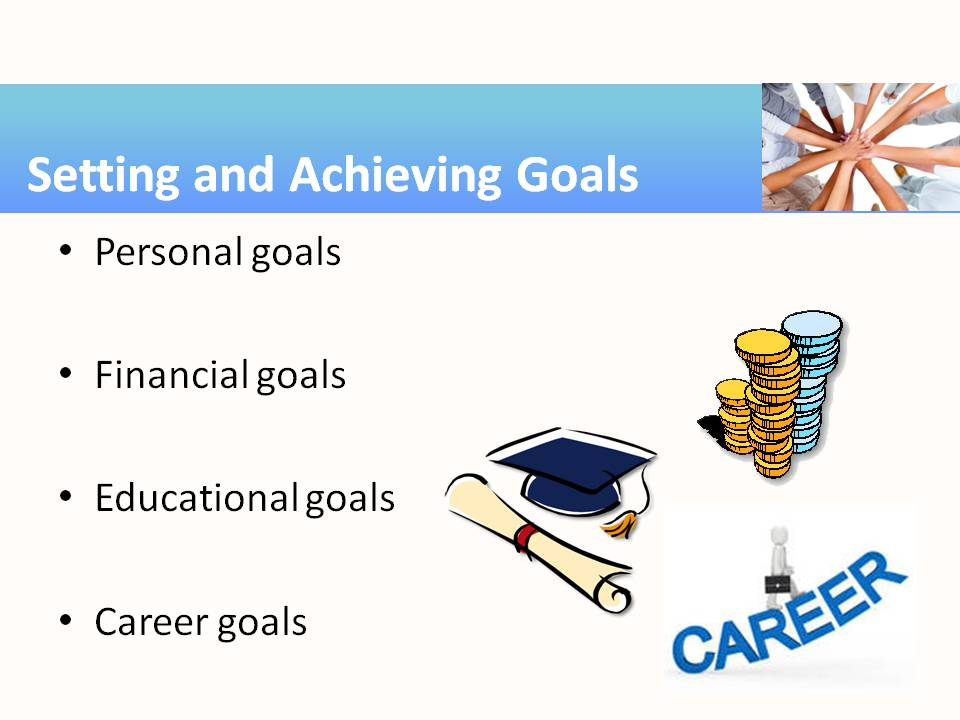 Setting and Achieving Goals
• Personal goals
• Financial goals
• Educational goals
• Career goals
CAREER